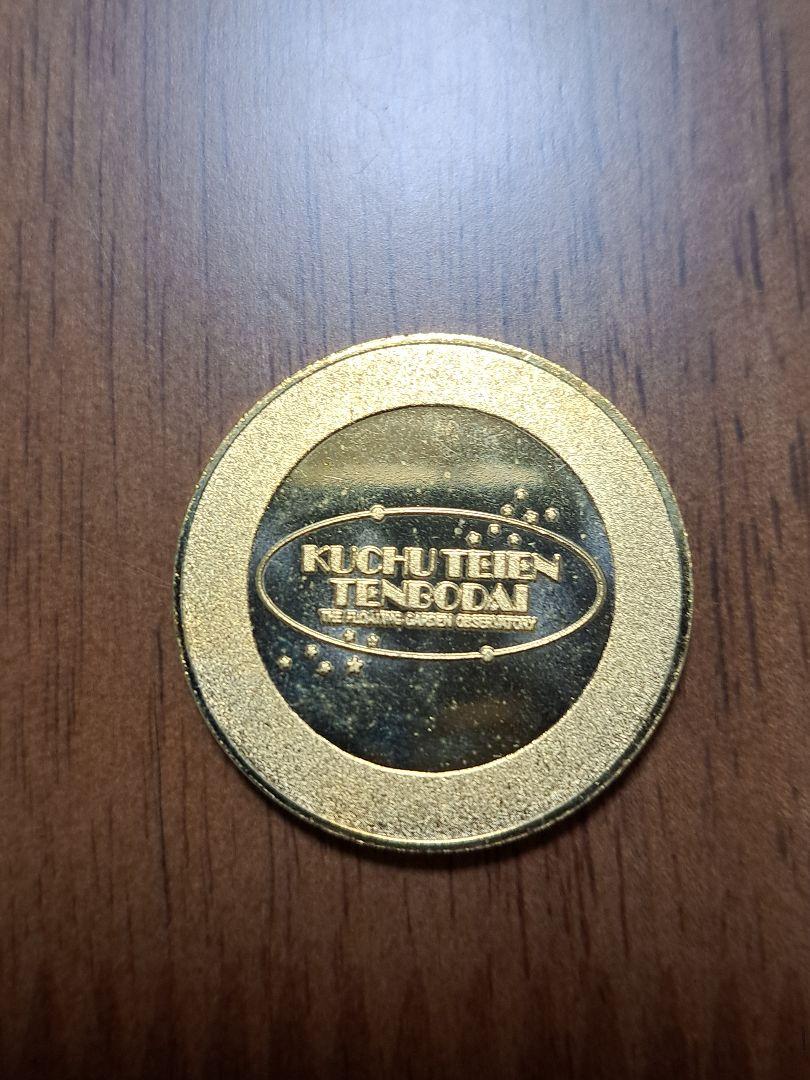 KUCHU TEIEN
TENBODAI
THE FLOATING GARDEN OBSERVATORY